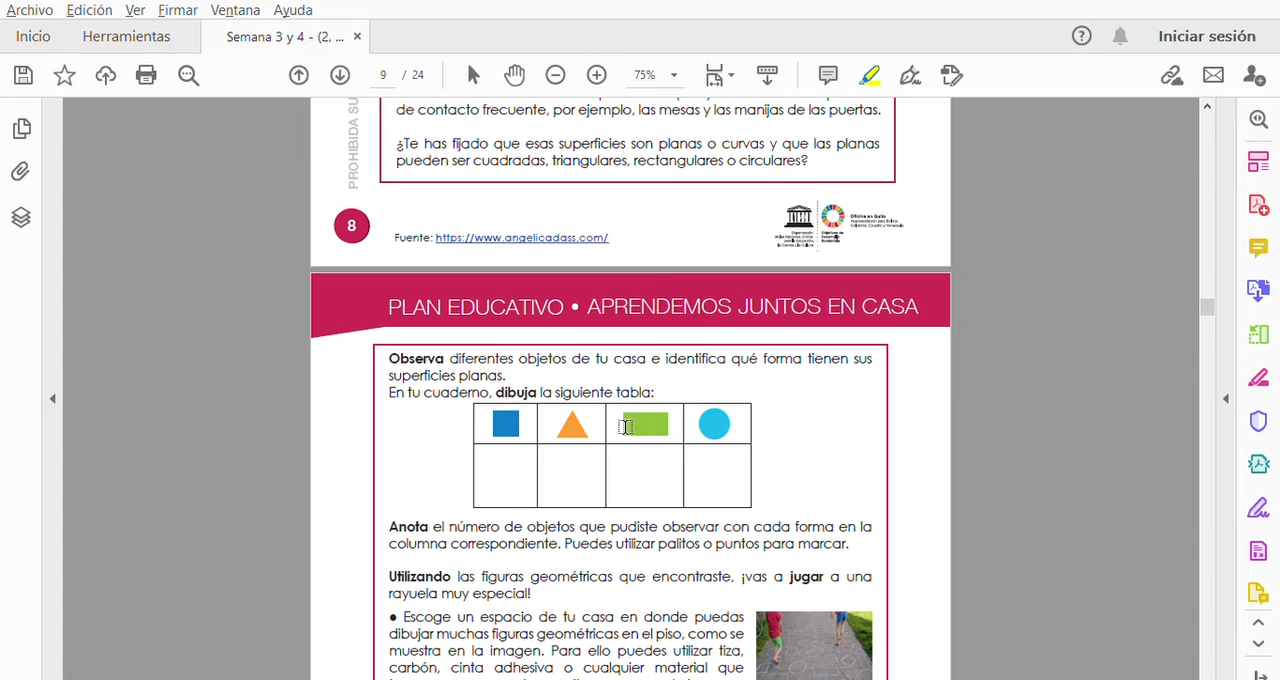 Archivo Edición Ver Firmar Ventana Ayuda
Inicio Herramientas Semana 3 y 4 - (2, ... × Iniciar sesión
9 / 24 75%
PROHIBIDA SU
de contacto frecuente, por ejemplo, las mesas y las manijas de las puertas.
¿Te has fijado que esas superficies son planas o curvas y que las planas
pueden ser cuadradas, triangulares, rectangulares o circulares?
8
Fuente: https://www.angelicadass.com/
Oficina en Quito
PLAN EDUCATIVO • APRENDEMOS JUNTOS EN CASA
Observa diferentes objetos de tu casa e identifica qué forma tienen sus
superficies planas.
En tu cuaderno, dibuja la siguiente tabla:
Anota el número de objetos que pudiste observar con cada forma en la
columna correspondiente. Puedes utilizar palitos o puntos para marcar.
Utilizando las figuras geométricas que encontraste, ¡vas a jugar a una
rayuela muy especial!
● Escoge un espacio de tu casa en donde puedas
dibujar muchas figuras geométricas en el piso, como se
muestra en la imagen. Para ello puedes utilizar tiza,
carbón, cinta adhesiva o cualquier material que